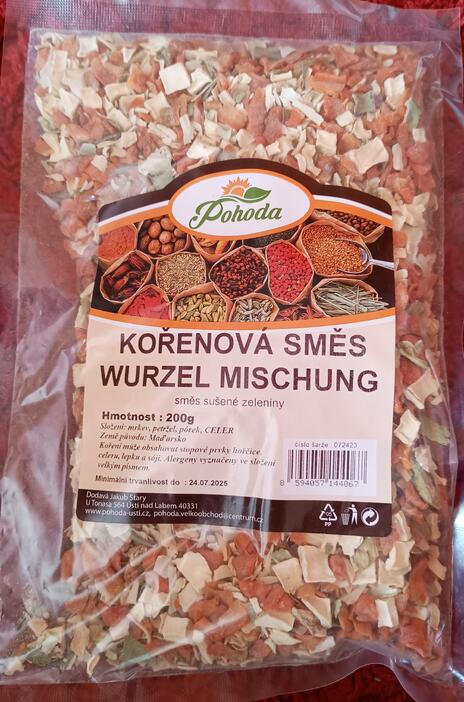 Pohoda
KOŘENOVÁ SMĚS
WURZEL MISCHUNG
směs sušené zeleniny
Hmotnost : 200g
Složení: mrkev, petržel, pórek, CELER
Země původu: Maďarsko
Koření může obsahovat stopové prvky hořčice,
celeru, lepku a sóji. Alergeny vyznačeny ve složení
velkým písmem.
Minimální trvanlivost do : 24.07.2025
číslo šarže 072423
8 594057 144067
Dodavá Jakub Stary
U Tonasa 564 Ústí nad Labem 40331
www.pohoda-usti.cz, pohoda.velkoobchod@centrum.cz
PP